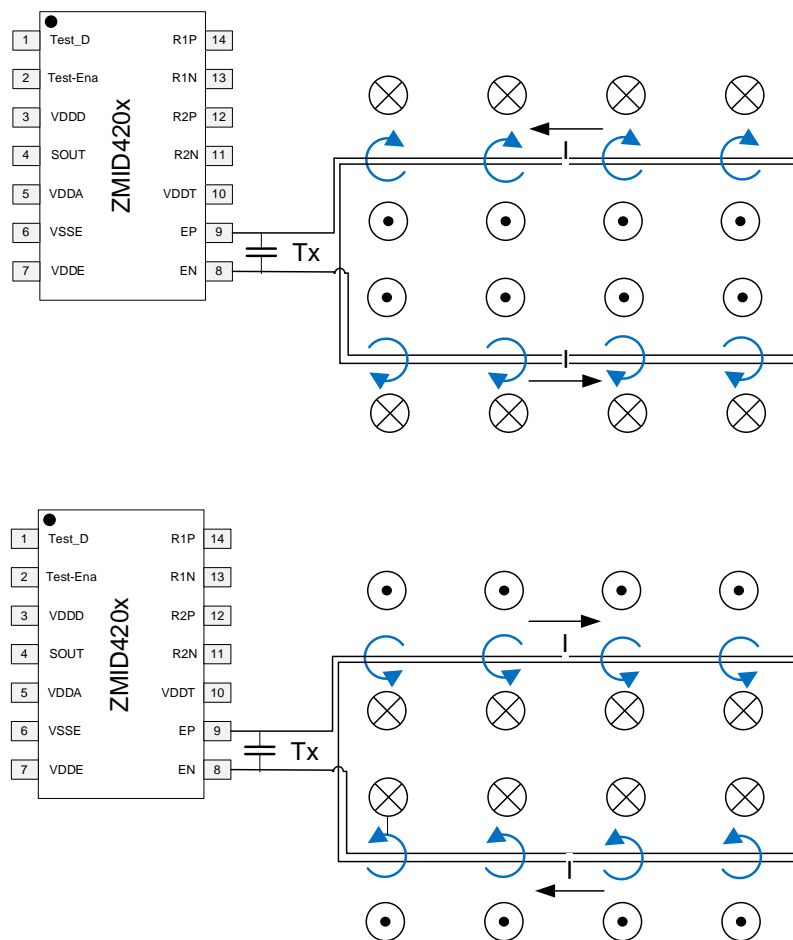 1 Test_D R1P 14
2 Test-Ena R1N 13
3 VDDD R2P 12
4 SOUT R2N 11
5 VDDA VDDT 10
6 VSSE EP 9
7 VDDE EN 8
ZMID420x
Tx
I
I
1 Test_D R1P 14
2 Test-Ena R1N 13
3 VDDD R2P 12
4 SOUT R2N 11
5 VDDA VDDT 10
6 VSSE EP 9
7 VDDE EN 8
ZMID420x
Tx
I
I